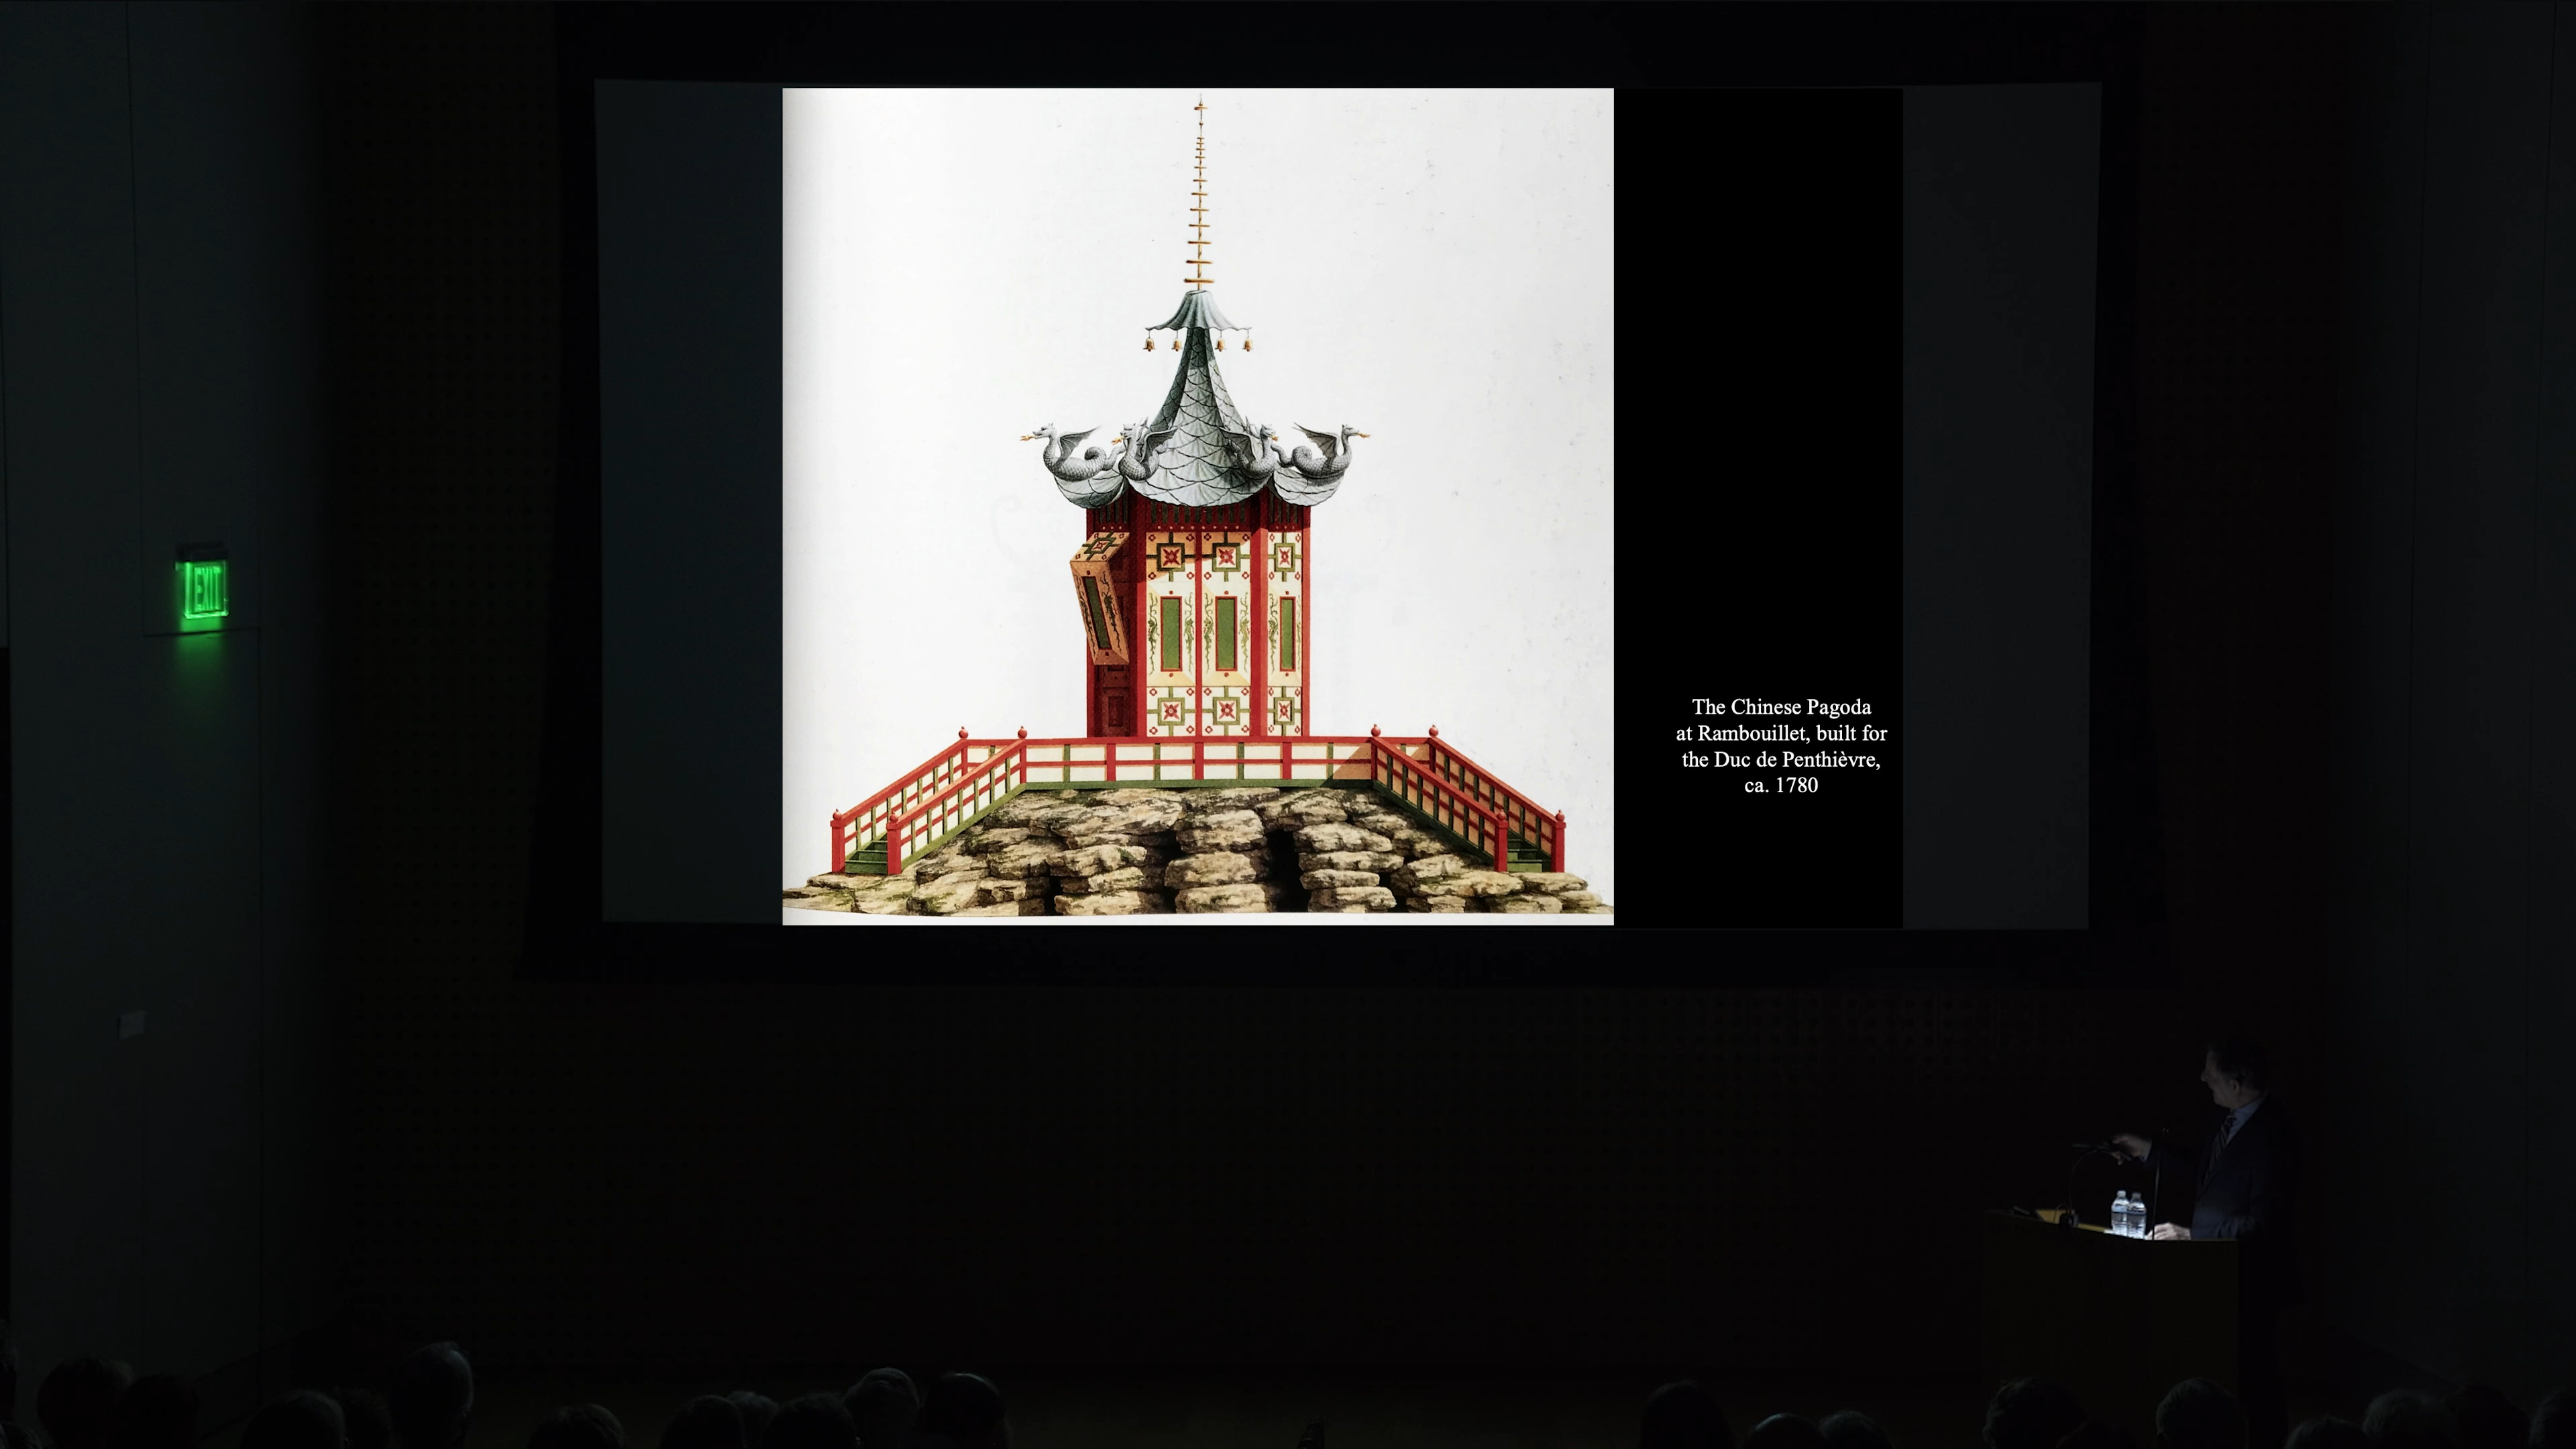 EXIT
The Chinese Pagoda
at Rambouillet, built for
the Duc de Penthièvre,
ca. 1780